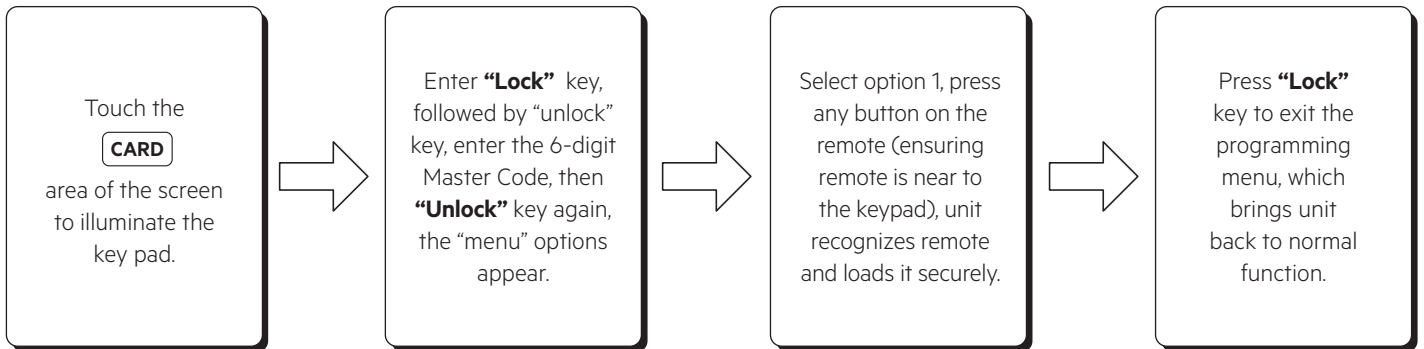 Touch the
CARD
area of the screen
to illuminate the
key pad.
Enter “Lock” key,
followed by “unlock”
key, enter the 6-digit
Master Code, then
“Unlock” key again,
the “menu” options
appear.
Select option 1, press
any button on the
remote (ensuring
remote is near to
the keypad), unit
recognizes remote
and loads it securely.
Press “Lock”
key to exit the
programming
menu, which
brings unit
back to normal
function.